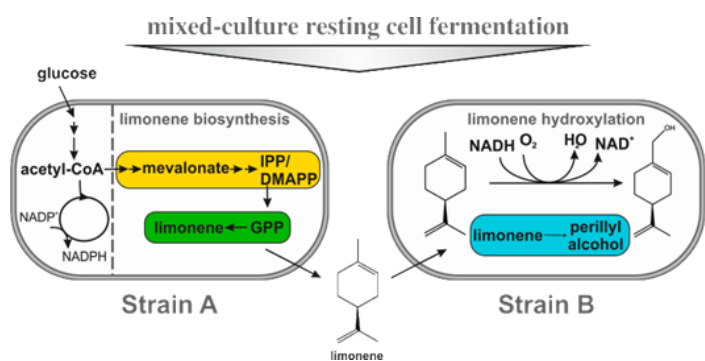 mixed-culture resting cell fermentation
glucose
limonene biosynthesis
acetyl-CoA
mevalonate
IPP/
DMAPP
NADP+
NADPH
limonene
GPP
Strain A
limonene
limonene hydroxylation
NADH
O2
H2O
NAD+
OH
limonene
perillyl
alcohol
Strain B